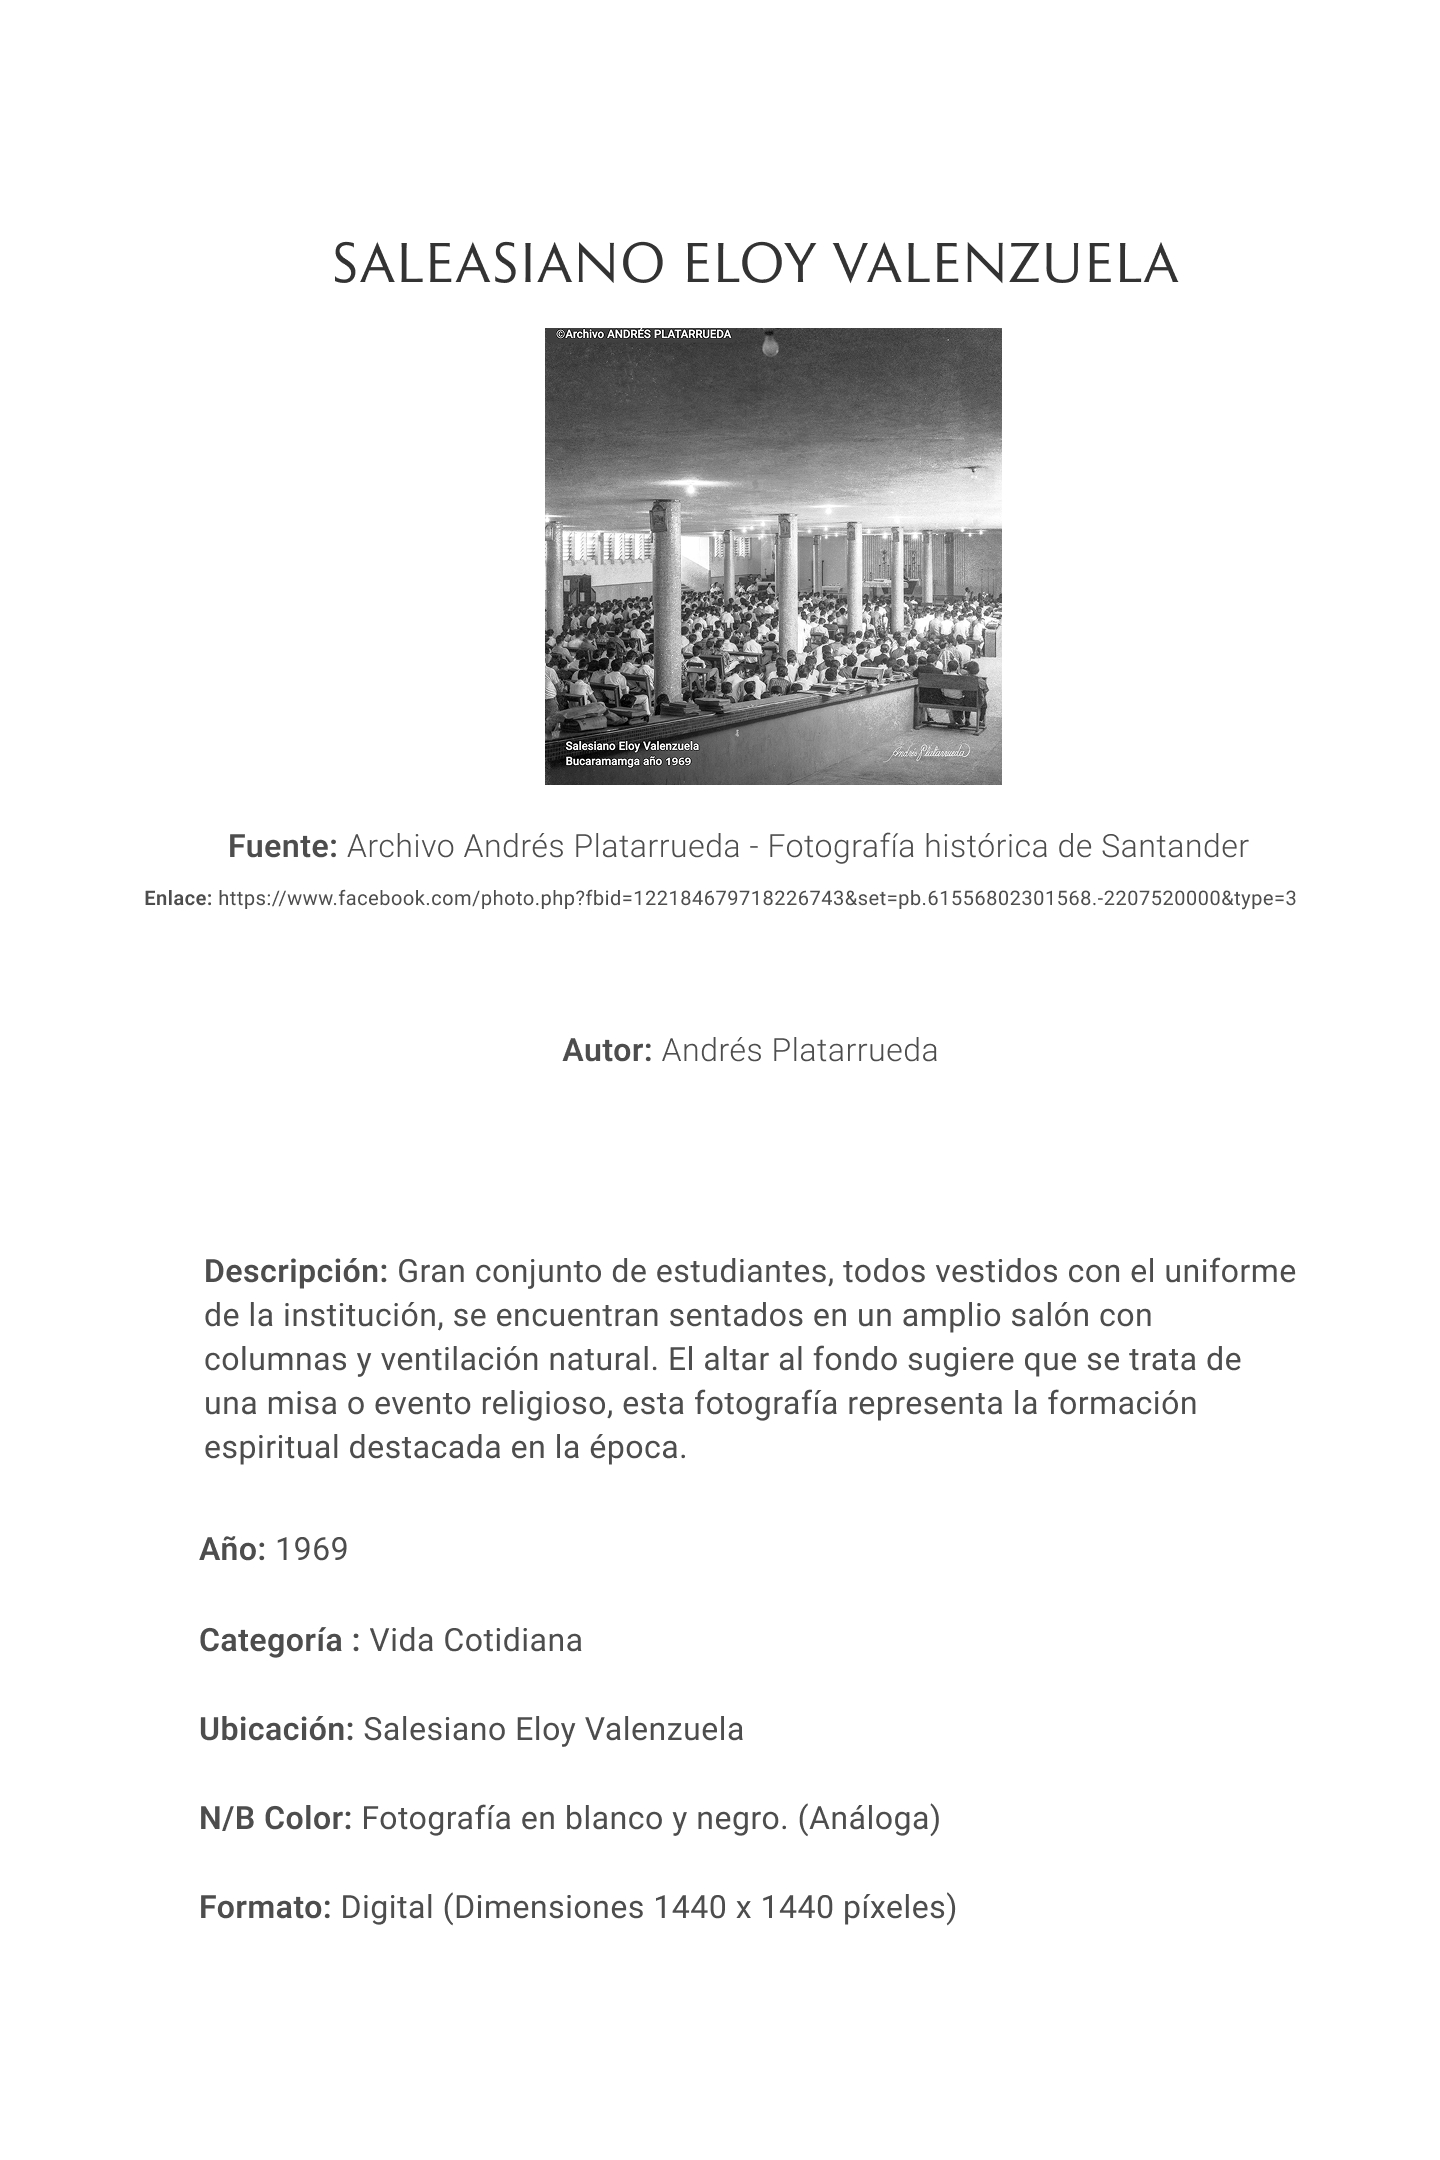 SALEASIANO ELOY VALENZUELA
©Archivo ANDRÉS PLATARRUEDA
Salesiano Eloy Valenzuela
Bucaramamga año 1969
Andrés Platarrueda
Fuente: Archivo Andrés Platarrueda - Fotografía histórica de Santander
Enlace: https://www.facebook.com/photo.php?fbid=122184679718226743&set=pb.61556802301568.-2207520000&type=3
Autor: Andrés Platarrueda
Descripción: Gran conjunto de estudiantes, todos vestidos con el uniforme
de la institución, se encuentran sentados en un amplio salón con
columnas y ventilación natural. El altar al fondo sugiere que se trata de
una misa o evento religioso, esta fotografía representa la formación
espiritual destacada en la época.
Año: 1969
Categoría : Vida Cotidiana
Ubicación: Salesiano Eloy Valenzuela
N/B Color: Fotografía en blanco y negro. (Análoga)
Formato: Digital (Dimensiones 1440 x 1440 píxeles)